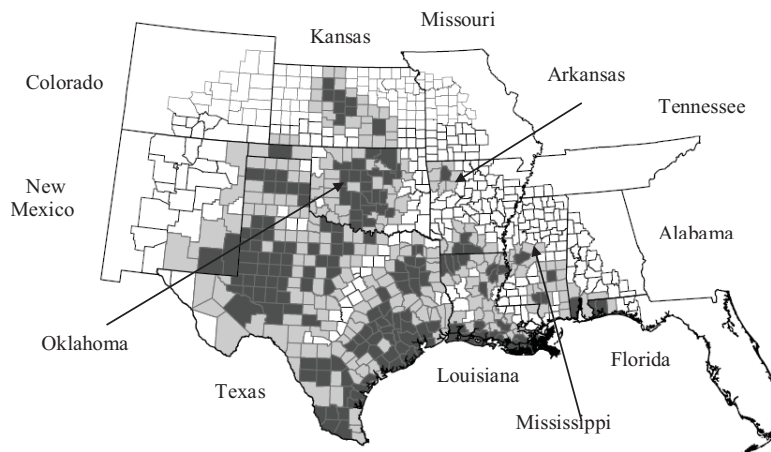 Missouri
Kansas
Colorado
Arkansas
Tennessee
New
Mexico
Alabama
Oklahoma
Florida
Louisiana
Texas
Mississippi